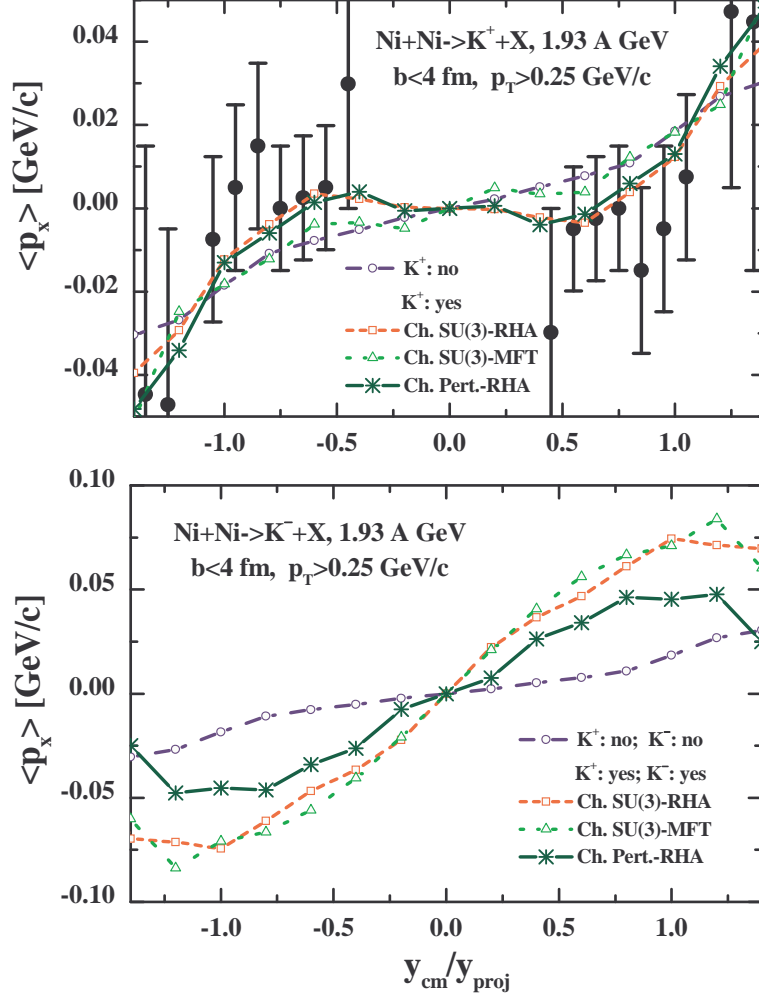 0.04
0.02
0.00
-0.02
-0.04
<p_x> [GeV/c]
Ni+Ni->K⁺+X, 1.93 A GeV
b<4 fm, p_T>0.25 GeV/c
K⁺: no
K⁺: yes
Ch. SU(3)-RHA
Ch. SU(3)-MFT
Ch. Pert.-RHA
-1.0 -0.5 0.0 0.5 1.0
0.10
0.05
0.00
-0.05
-0.10
<p_x> [GeV/c]
Ni+Ni->K⁻+X, 1.93 A GeV
b<4 fm, p_T>0.25 GeV/c
K⁺: no; K⁻: no
K⁺: yes; K⁻: yes
Ch. SU(3)-RHA
Ch. SU(3)-MFT
Ch. Pert.-RHA
-1.0 -0.5 0.0 0.5 1.0
y_cm/y_proj